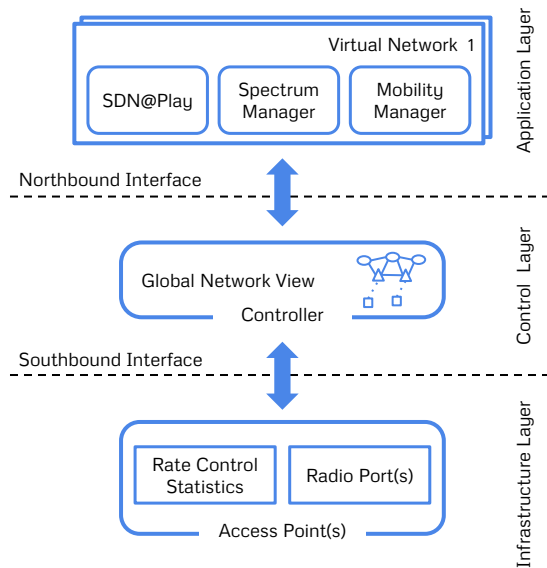 Virtual Network 1
SDN@Play
Spectrum
Manager
Mobility
Manager
Application Layer
Northbound Interface
Global Network View
Controller
Control Layer
Southbound Interface
Rate Control
Statistics
Radio Port(s)
Access Point(s)
Infrastructure Layer